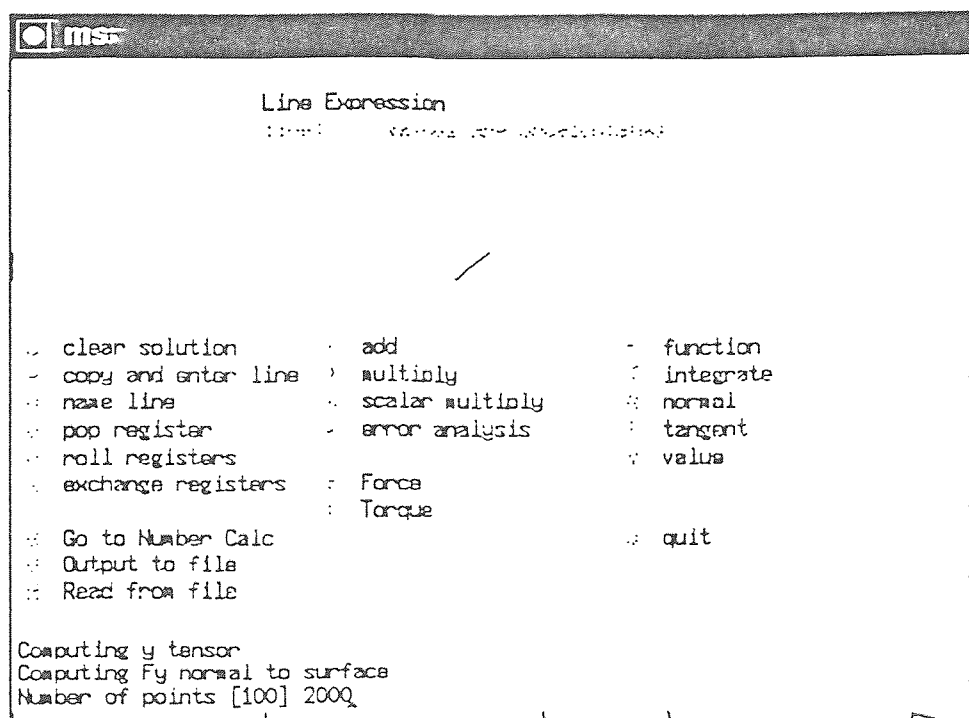 ms
Line Expression
clear solution add function
copy and enter line multiply integrate
name line scalar multiply normal
pop register error analysis tangent
roll registers value
exchange registers Force
Torque
Go to Number Calc quit
Output to file
Read from file
Computing y tensor
Computing Fy normal to surface
Number of points [100] 2000